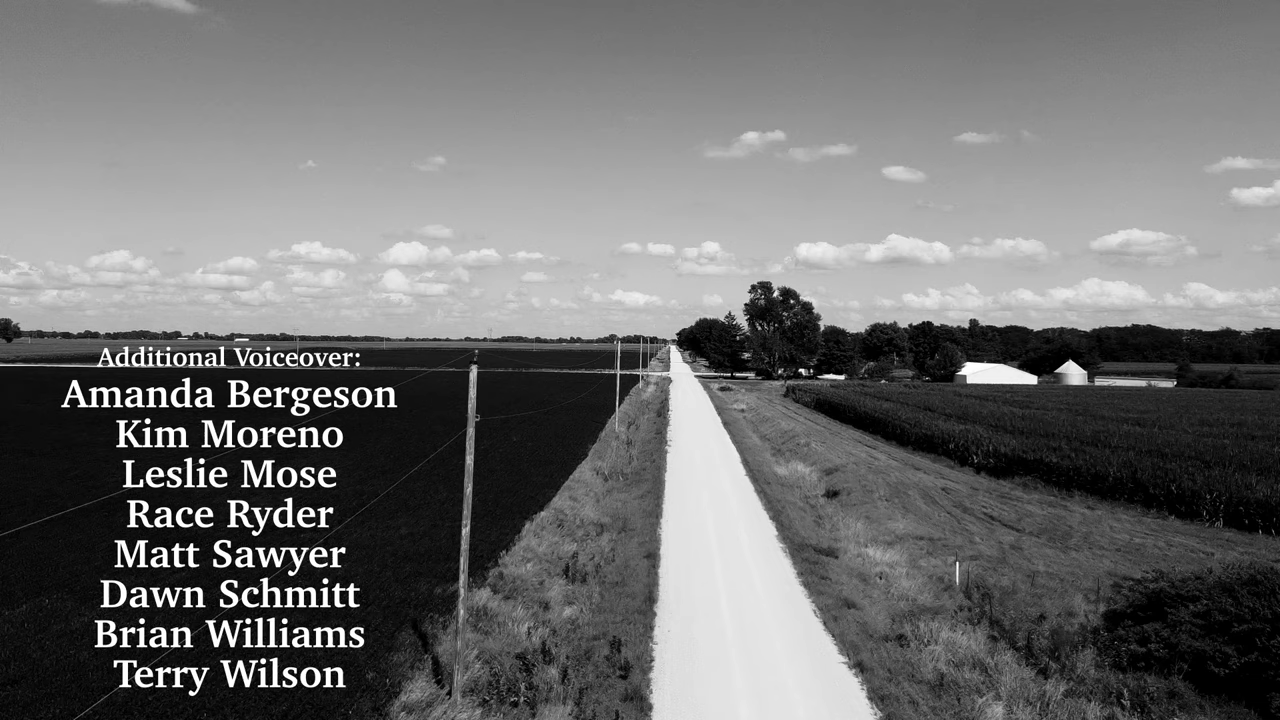 Additional Voiceover:
Amanda Bergeson
Kim Moreno
Leslie Mose
Race Ryder
Matt Sawyer
Dawn Schmitt
Brian Williams
Terry Wilson